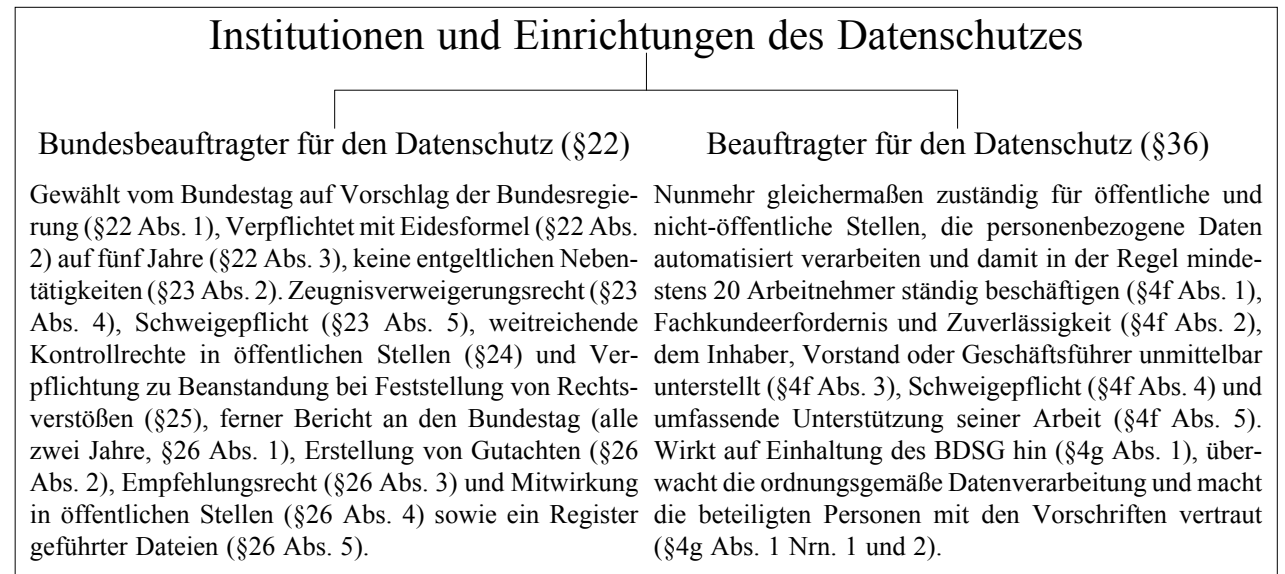 Institutionen und Einrichtungen des Datenschutzes
Bundesbeauftragter für den Datenschutz (§22)
Gewählt vom Bundestag auf Vorschlag der Bundesregie-
rung (§22 Abs. 1), Verpflichtet mit Eidesformel (§22 Abs.
2) auf fünf Jahre (§22 Abs. 3), keine entgeltlichen Neben-
tätigkeiten (§23 Abs. 2). Zeugnisverweigerungsrecht (§23
Abs. 4), Schweigepflicht (§23 Abs. 5), weitreichende
Kontrollrechte in öffentlichen Stellen (§24) und Ver-
pflichtung zu Beanstandung bei Feststellung von Rechts-
verstößen (§25), ferner Bericht an den Bundestag (alle
zwei Jahre, §26 Abs. 1), Erstellung von Gutachten (§26
Abs. 2), Empfehlungsrecht (§26 Abs. 3) und Mitwirkung
in öffentlichen Stellen (§26 Abs. 4) sowie ein Register
geführter Dateien (§26 Abs. 5).
Beauftragter für den Datenschutz (§36)
Nunmehr gleichermaßen zuständig für öffentliche und
nicht-öffentliche Stellen, die personenbezogene Daten
automatisiert verarbeiten und damit in der Regel minde-
stens 20 Arbeitnehmer ständig beschäftigen (§4f Abs. 1),
Fachkundeerfordernis und Zuverlässigkeit (§4f Abs. 2),
dem Inhaber, Vorstand oder Geschäftsführer unmittelbar
unterstellt (§4f Abs. 3), Schweigepflicht (§4f Abs. 4) und
umfassende Unterstützung seiner Arbeit (§4f Abs. 5).
Wirkt auf Einhaltung des BDSG hin (§4g Abs. 1), über-
wacht die ordnungsgemäße Datenverarbeitung und macht
die beteiligten Personen mit den Vorschriften vertraut
(§4g Abs. 1 Nrn. 1 und 2).